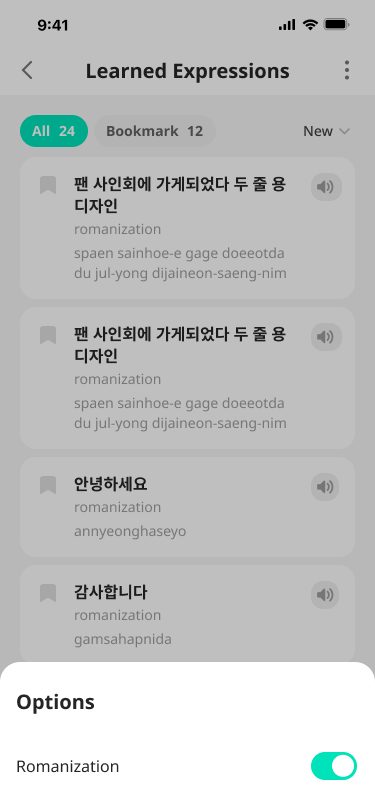 9:41
Learned Expressions
All 24
Bookmark 12
New
팬 사인회에 가게되었다 두 줄 용
디자인
romanization
spaen sainhoe-e gage doeeotda
du jul-yong dijaineon-saeng-nim
팬 사인회에 가게되었다 두 줄 용
디자인
romanization
spaen sainhoe-e gage doeeotda
du jul-yong dijaineon-saeng-nim
안녕하세요
romanization
annyeonghaseyo
감사합니다
romanization
gamsahapnida
Options
Romanization